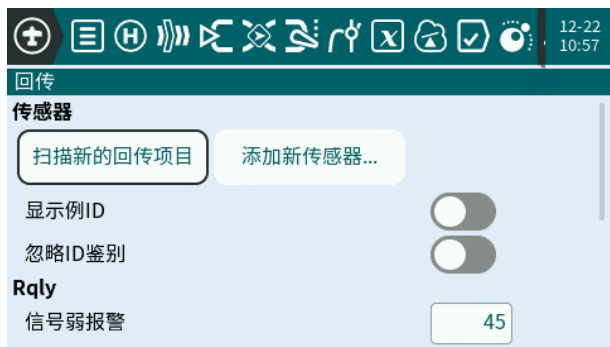 12-22
10:57
回传
传感器
扫描新的回传项目
添加新传感器...
显示例ID
忽略ID鉴别
Rqly
信号弱报警
45